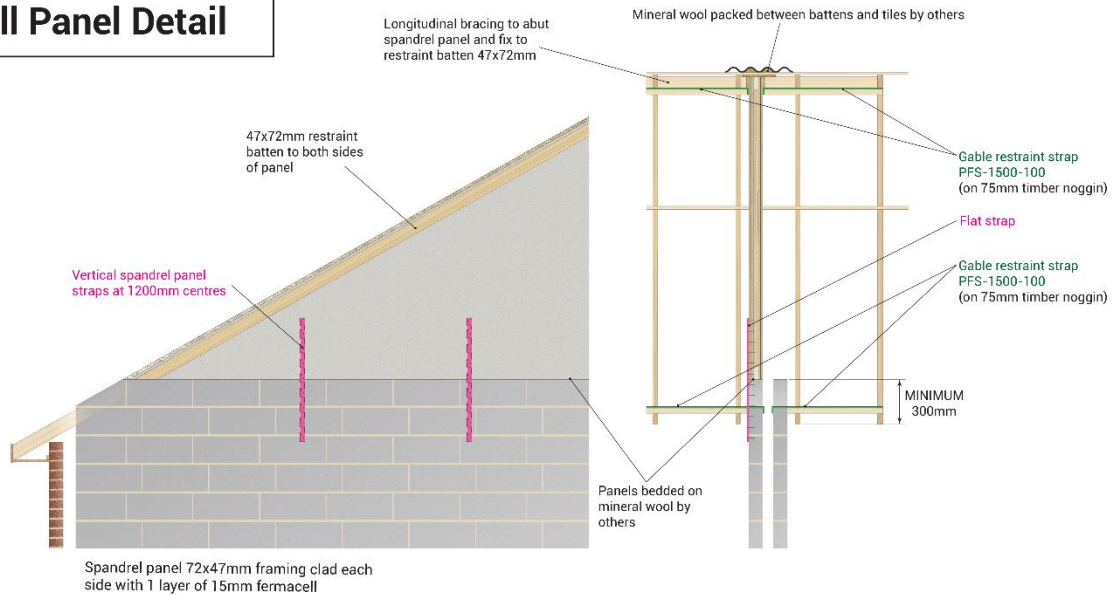 ll Panel Detail
Longitudinal bracing to abut
spandrel panel and fix to
restraint batten 47x72mm
Mineral wool packed between battens and tiles by others
47x72mm restraint
batten to both sides
of panel
Gable restraint strap
PFS-1500-100
(on 75mm timber noggin)
Flat strap
Vertical spandrel panel
straps at 1200mm centres
Gable restraint strap
PFS-1500-100
(on 75mm timber noggin)
MINIMUM
300mm
Panels bedded on
mineral wool by
others
Spandrel panel 72x47mm framing clad each
side with 1 layer of 15mm fermacell